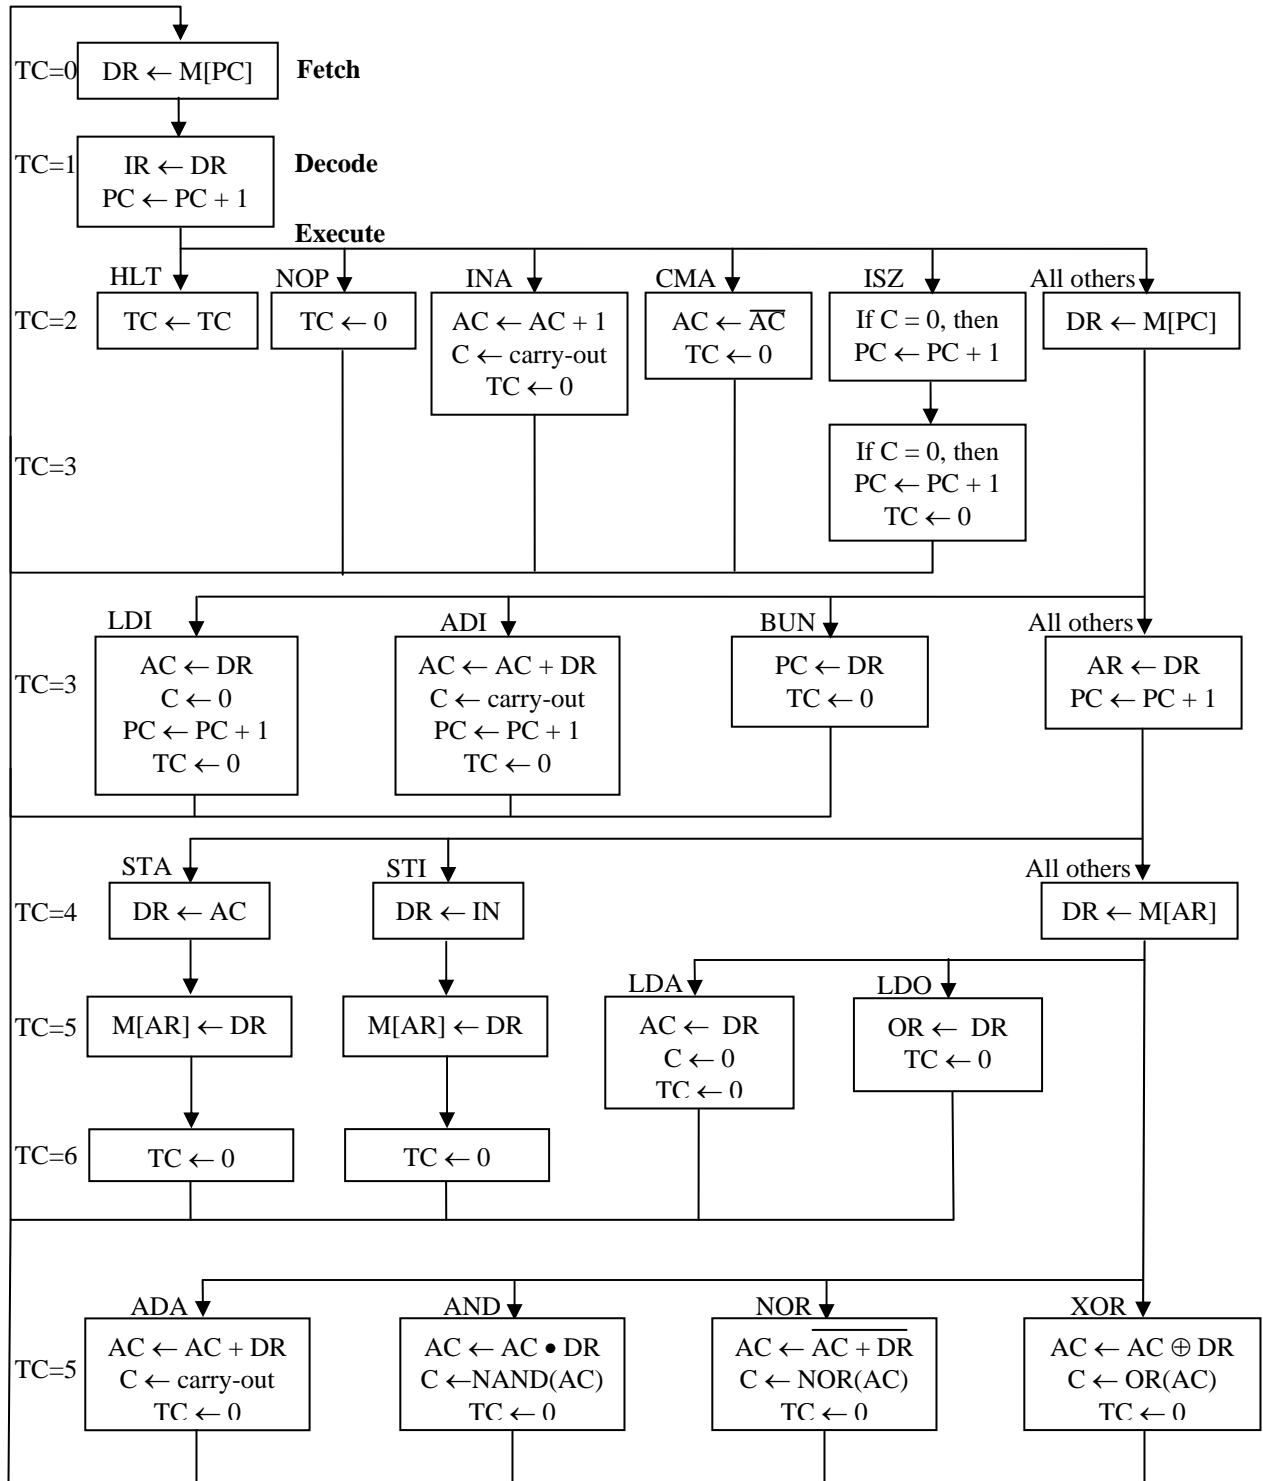 TC=0
DR ← M[PC]
Fetch
TC=1
IR ← DR
PC ← PC + 1
Decode
Execute
HLT
NOP
INA
CMA
ISZ
All others
TC=2
TC ← TC
TC ← 0
AC ← AC + 1
C ← carry-out
TC ← 0
AC ← A̅C̅
TC ← 0
If C = 0, then
PC ← PC + 1
DR ← M[PC]
TC=3
If C = 0, then
PC ← PC + 1
TC ← 0
LDI
ADI
BUN
All others
TC=3
AC ← DR
C ← 0
PC ← PC + 1
TC ← 0
AC ← AC + DR
C ← carry-out
PC ← PC + 1
TC ← 0
PC ← DR
TC ← 0
AR ← DR
PC ← PC + 1
STA
STI
All others
TC=4
DR ← AC
DR ← IN
DR ← M[AR]
LDA
LDO
TC=5
M[AR] ← DR
M[AR] ← DR
AC ← DR
C ← 0
TC ← 0
OR ← DR
TC ← 0
TC=6
TC ← 0
TC ← 0
ADA
AND
NOR
XOR
TC=5
AC ← AC + DR
C ← carry-out
TC ← 0
AC ← AC • DR
C ←NAND(AC)
TC ← 0
AC ← A̅C̅ ̅+̅ ̅D̅R̅
C ← NOR(AC)
TC ← 0
AC ← AC ⊕ DR
C ← OR(AC)
TC ← 0